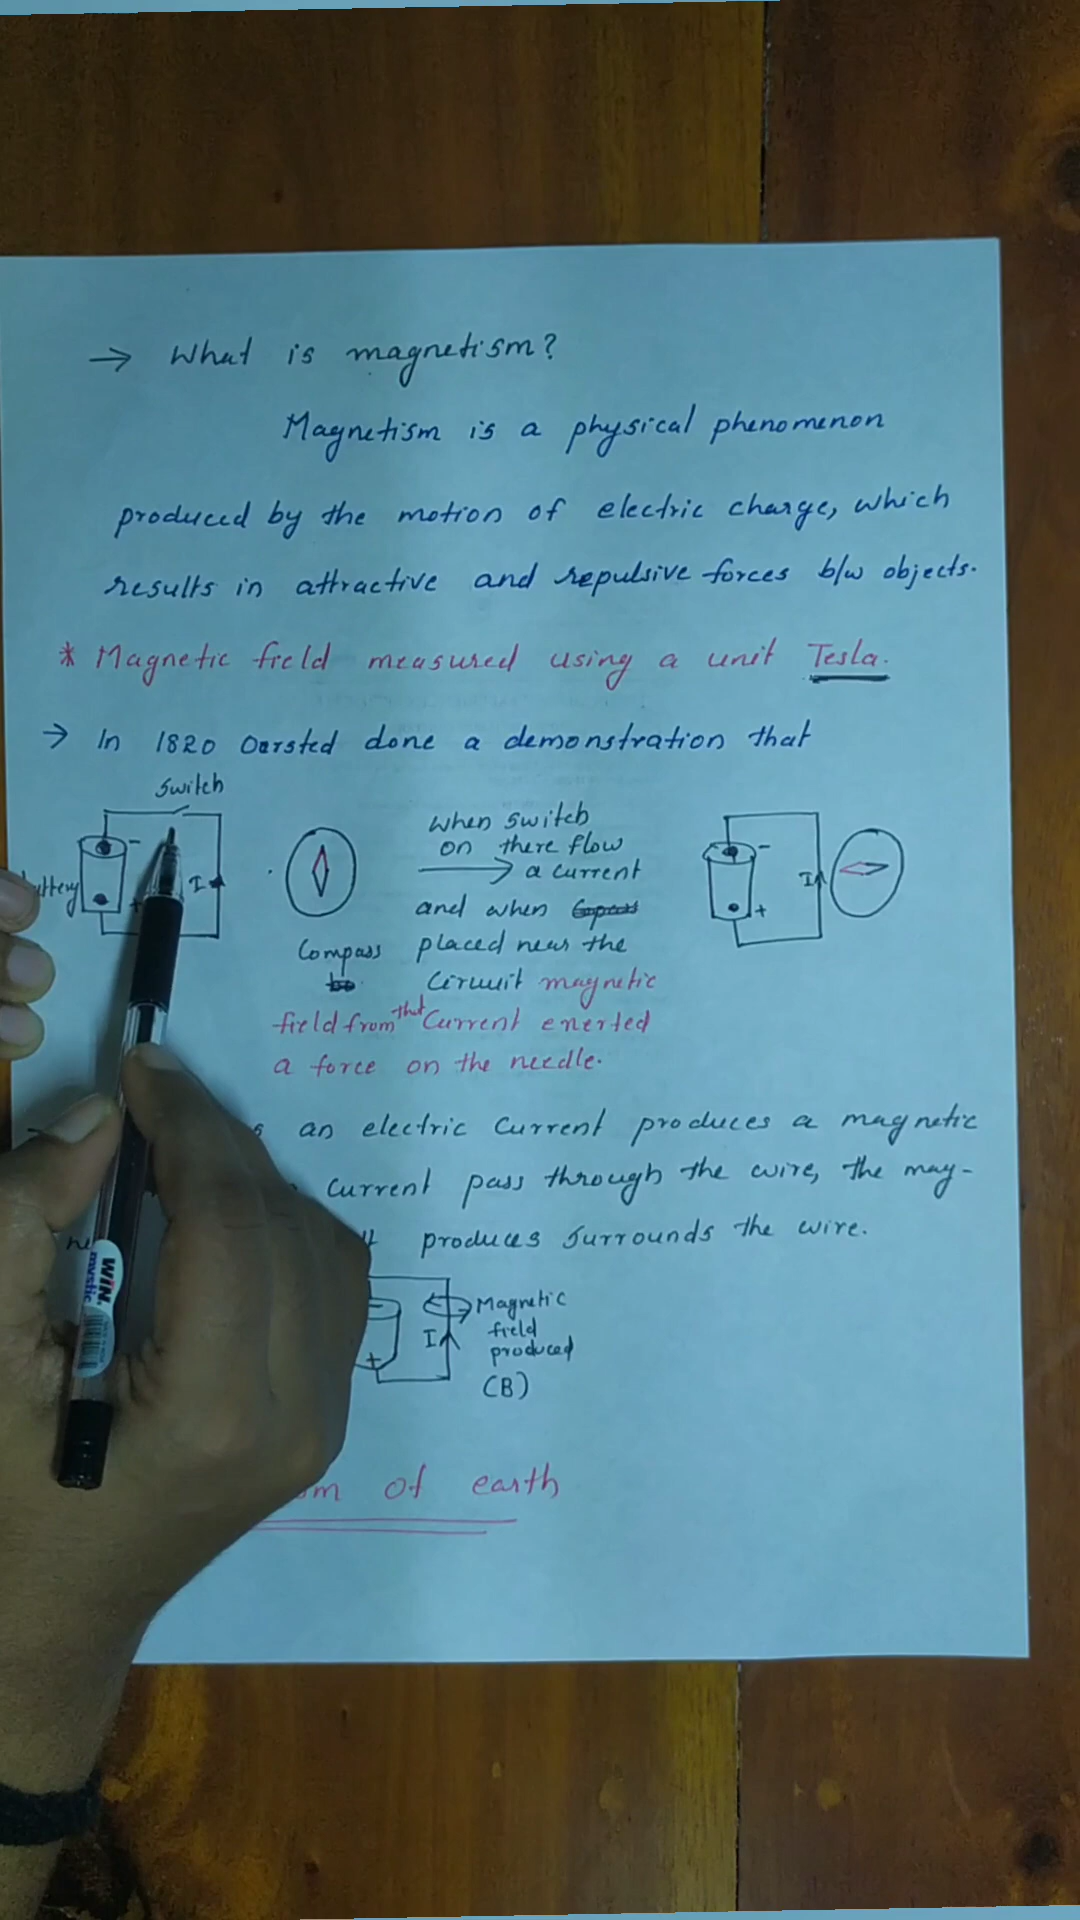 → What is magnetism?
Magnetism is a physical phenomenon
produced by the motion of electric charge, which
results in attractive and repulsive forces b/w objects.
* Magnetic field measured using a unit Tesla.
→ In 1820 Oersted done a demonstration that
Switch
-
I
+
Compass
when switch
on there flow
→ a current
and when
placed near the
Circuit magnetic
field from that Current enerted
a force on the needle.
-
I
+
an electric current produces a magnetic
current pass through the wire, the mag-
produces surrounds the wire.
-
I
+
Magnetic
field
produced
(B)
of earth
WIN
mystic